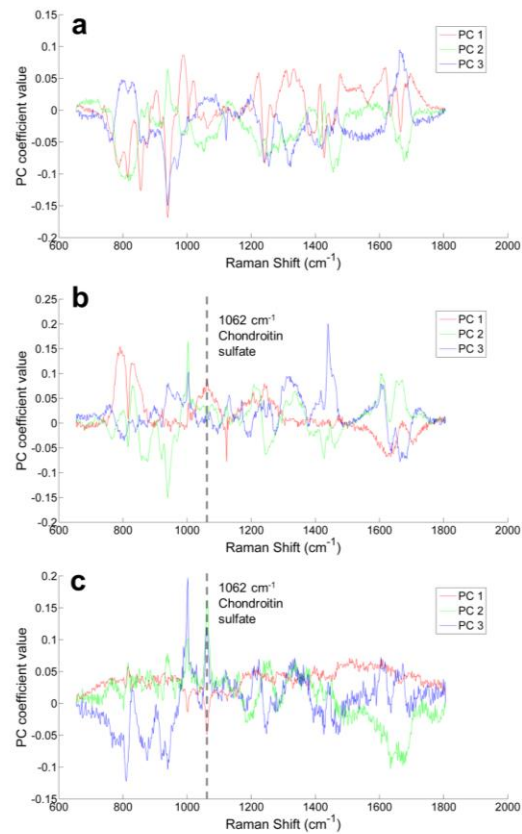 a
0.15
0.1
0.05
0
-0.05
-0.1
-0.15
-0.2
PC coefficient value
PC 1
PC 2
PC 3
600 800 1000 1200 1400 1600 1800 2000
Raman Shift (cm-1)
b
0.25
0.2
0.15
0.1
0.05
0
-0.05
-0.1
-0.15
-0.2
PC coefficient value
1062 cm-1
Chondroitin
sulfate
PC 1
PC 2
PC 3
600 800 1000 1200 1400 1600 1800 2000
Raman Shift (cm-1)
c
0.2
0.15
0.1
0.05
0
-0.05
-0.1
-0.15
PC coefficient value
1062 cm-1
Chondroitin
sulfate
PC 1
PC 2
PC 3
600 800 1000 1200 1400 1600 1800 2000
Raman Shift (cm-1)